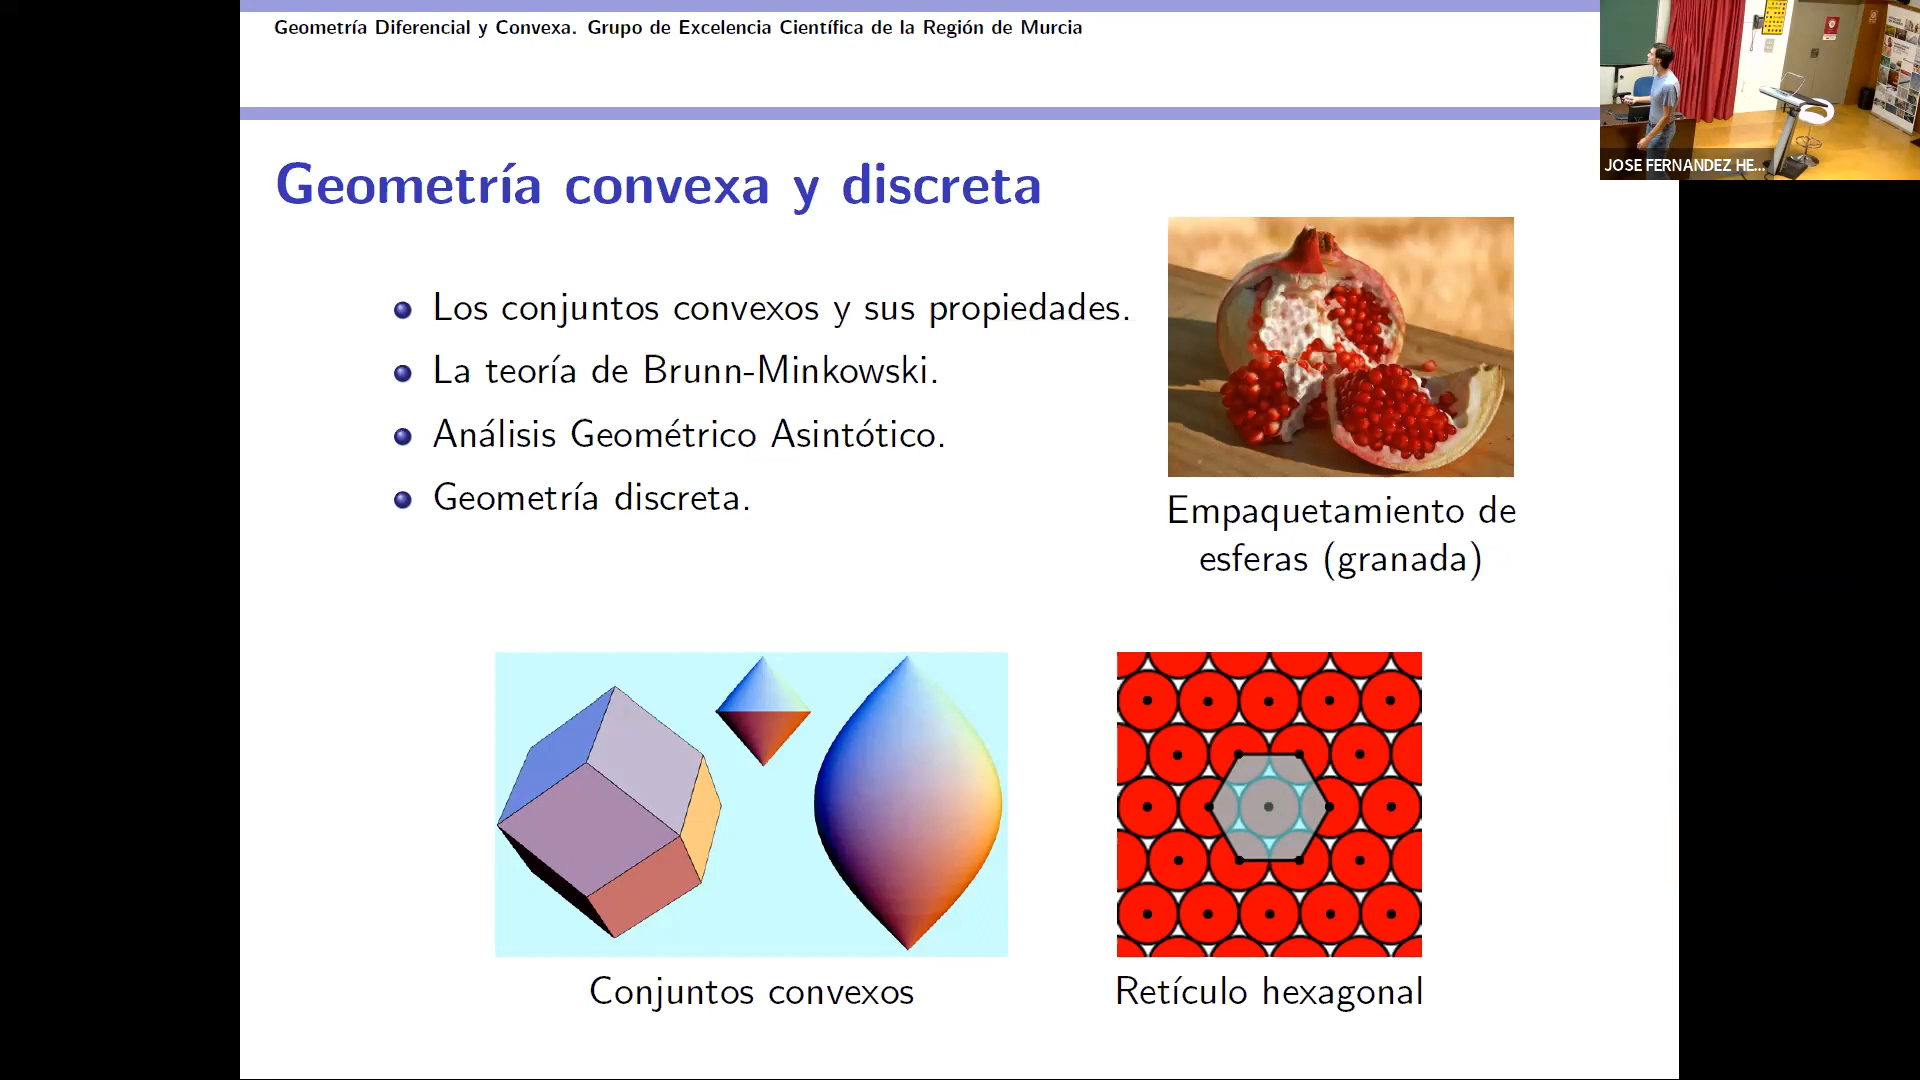 Geometría Diferencial y Convexa. Grupo de Excelencia Científica de la Región de Murcia
JOSE FERNANDEZ HE...
Geometría convexa y discreta
Los conjuntos convexos y sus propiedades.
La teoría de Brunn-Minkowski.
Análisis Geométrico Asintótico.
Geometría discreta.
Empaquetamiento de
esferas (granada)
Conjuntos convexos
Retículo hexagonal